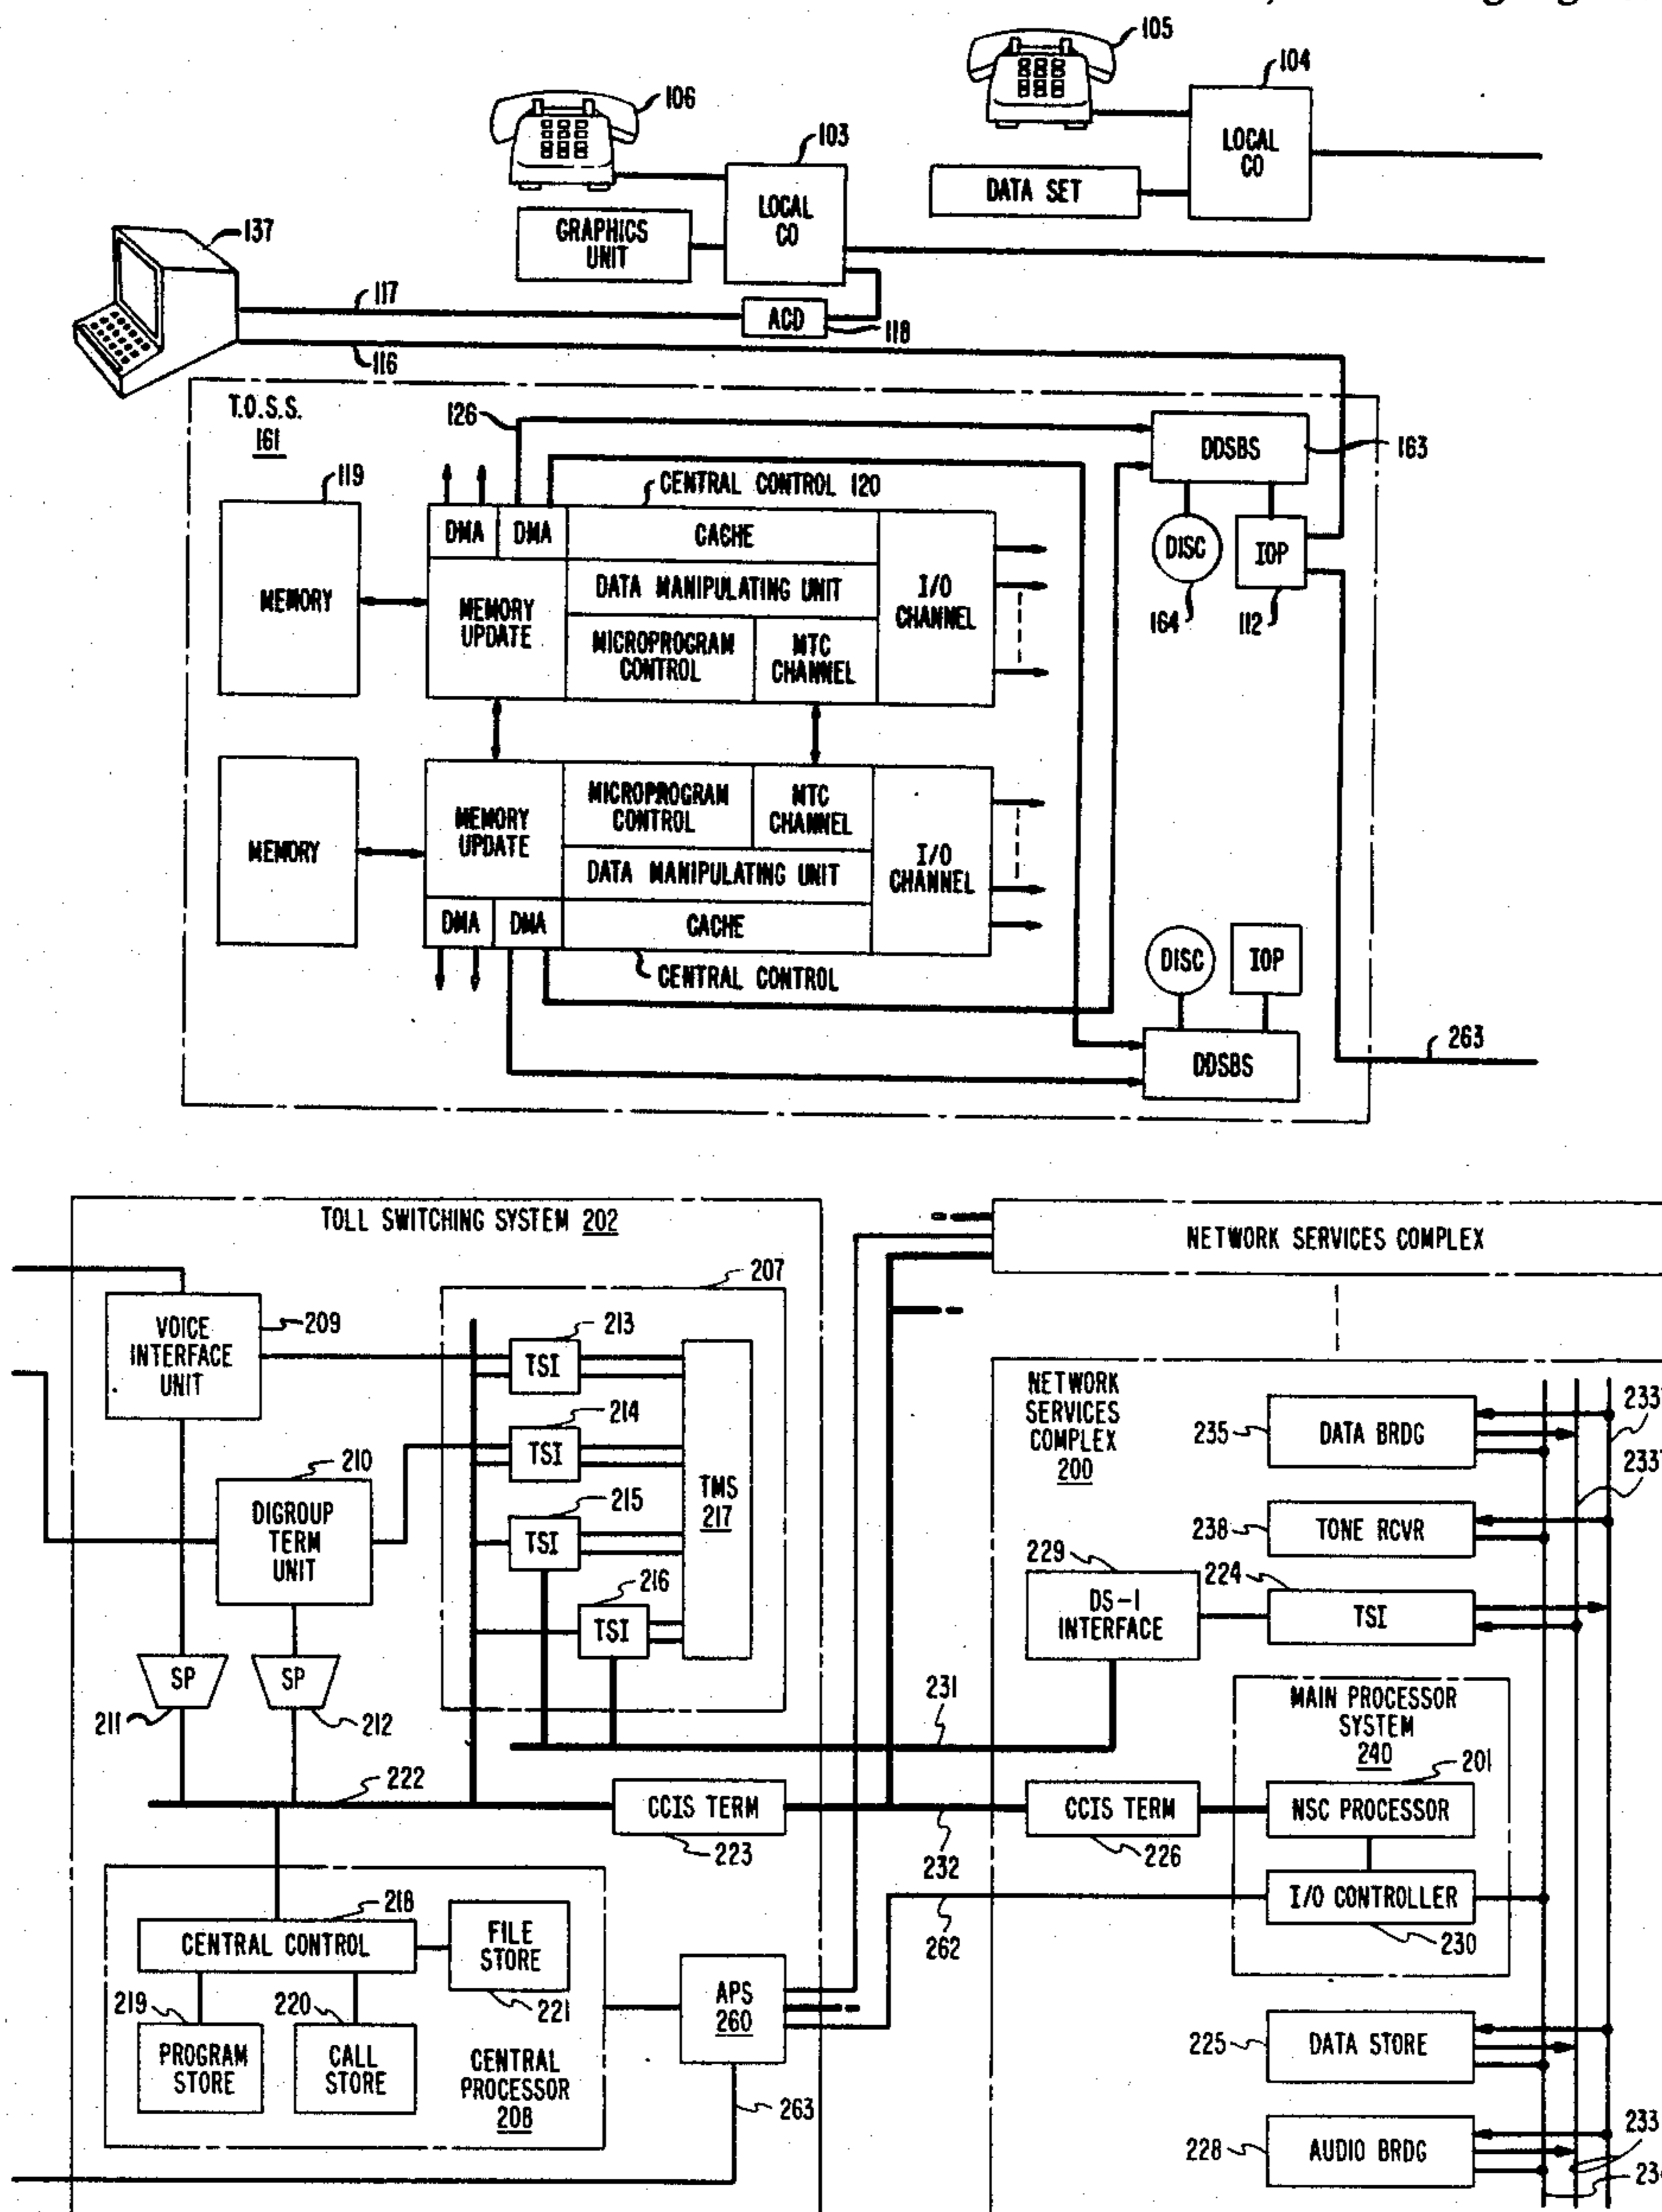 105
104
106
103
LOCAL
CO
DATA SET
LOCAL
CO
GRAPHICS
UNIT
137
117
ACD
118
116
T.O.S.S.
161
126
DDSBS
163
119
CENTRAL CONTROL 120
DMA
DMA
CACHE
DISC
IOP
MEMORY
MEMORY
UPDATE
DATA MANIPULATING UNIT
I/O
CHANNEL
MICROPROGRAM
CONTROL
MTC
CHANNEL
164
112
MEMORY
MEMORY
UPDATE
MICROPROGRAM
CONTROL
MTC
CHANNEL
DATA MANIPULATING UNIT
I/O
CHANNEL
DMA
DMA
CACHE
CENTRAL CONTROL
DISC
IOP
DDSBS
263
TOLL SWITCHING SYSTEM 202
NETWORK SERVICES COMPLEX
207
VOICE
INTERFACE
UNIT
209
213
TSI
214
TSI
215
TSI
216
TSI
TMS
217
210
DIGROUP
TERM
UNIT
NETWORK
SERVICES
COMPLEX
200
235
DATA BRDG
233
233
238
TONE RCVR
229
DS-1
INTERFACE
224
TSI
SP
SP
211
212
231
MAIN PROCESSOR
SYSTEM
240
201
222
CCIS TERM
223
232
CCIS TERM
226
NSC PROCESSOR
I/O CONTROLLER
230
262
218
CENTRAL CONTROL
FILE
STORE
221
219
220
PROGRAM
STORE
CALL
STORE
CENTRAL
PROCESSOR
208
APS
260
263
225
DATA STORE
228
AUDIO BRDG
233